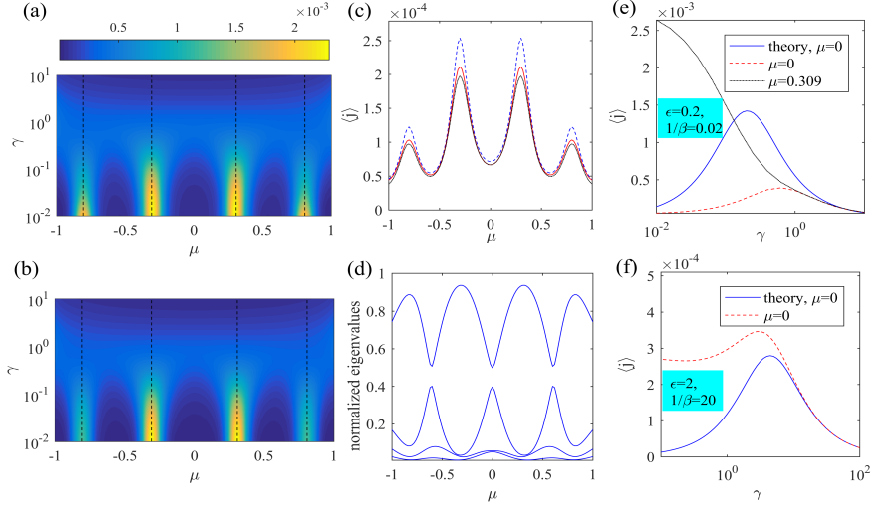 (a)
×10⁻³
0.5 1 1.5 2
10¹
10⁰
10⁻¹
10⁻²
γ
-1 -0.5 0 0.5 1
μ
(b)
10¹
10⁰
10⁻¹
10⁻²
γ
-1 -0.5 0 0.5 1
μ
(c)
×10⁻⁴
2.5
2
1.5
1
0.5
0
⟨j⟩
-1 -0.5 0 0.5 1
μ
(d)
1
0.8
0.6
0.4
0.2
normalized eigenvalues
-1 -0.5 0 0.5 1
μ
(e)
×10⁻³
2.5
2
1.5
1
0.5
⟨j⟩
theory, μ=0
μ=0
μ=0.309
ϵ=0.2,
1/β=0.02
10⁻² 10⁰
γ
(f)
×10⁻⁴
5
4
3
2
1
0
⟨j⟩
theory, μ=0
μ=0
ϵ=2,
1/β=20
10⁰ 10²
γ